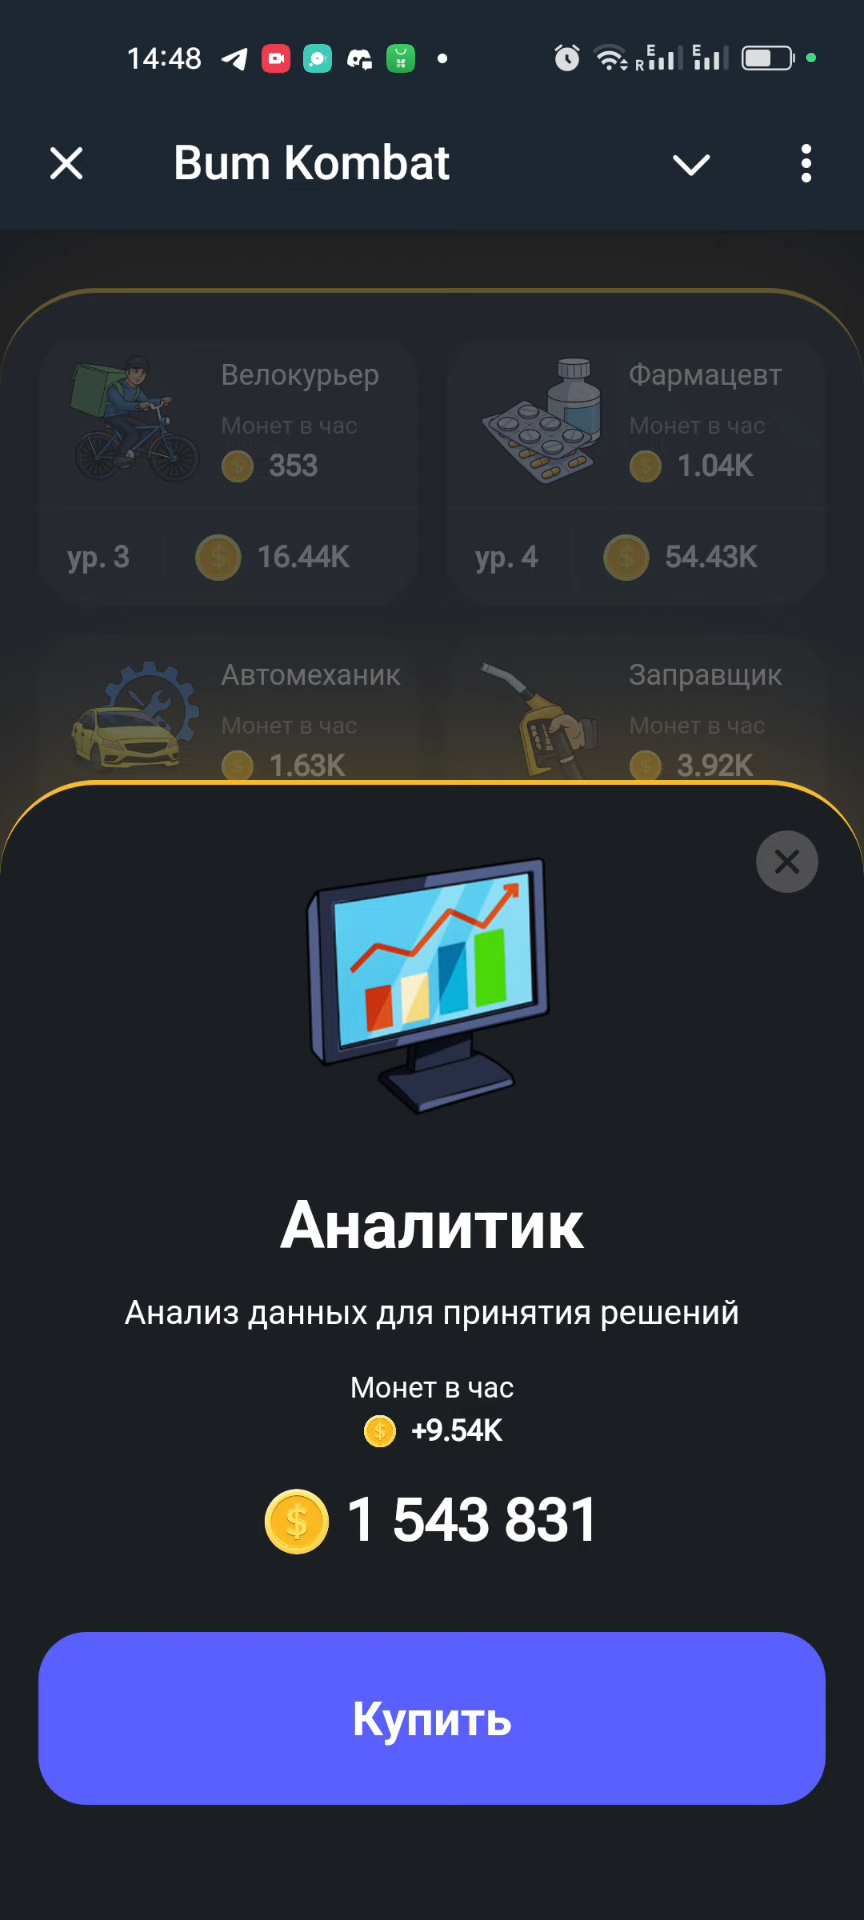 14:48
R E E
Bum Kombat
Велокурьер
Монет в час
353
ур. 3
16.44K
Фармацевт
Монет в час
1.04K
ур. 4
54.43K
Автомеханик
Монет в час
1.63K
Заправщик
Монет в час
3.92K
Аналитик
Анализ данных для принятия решений
Монет в час
+9.54K
1 543 831
Купить